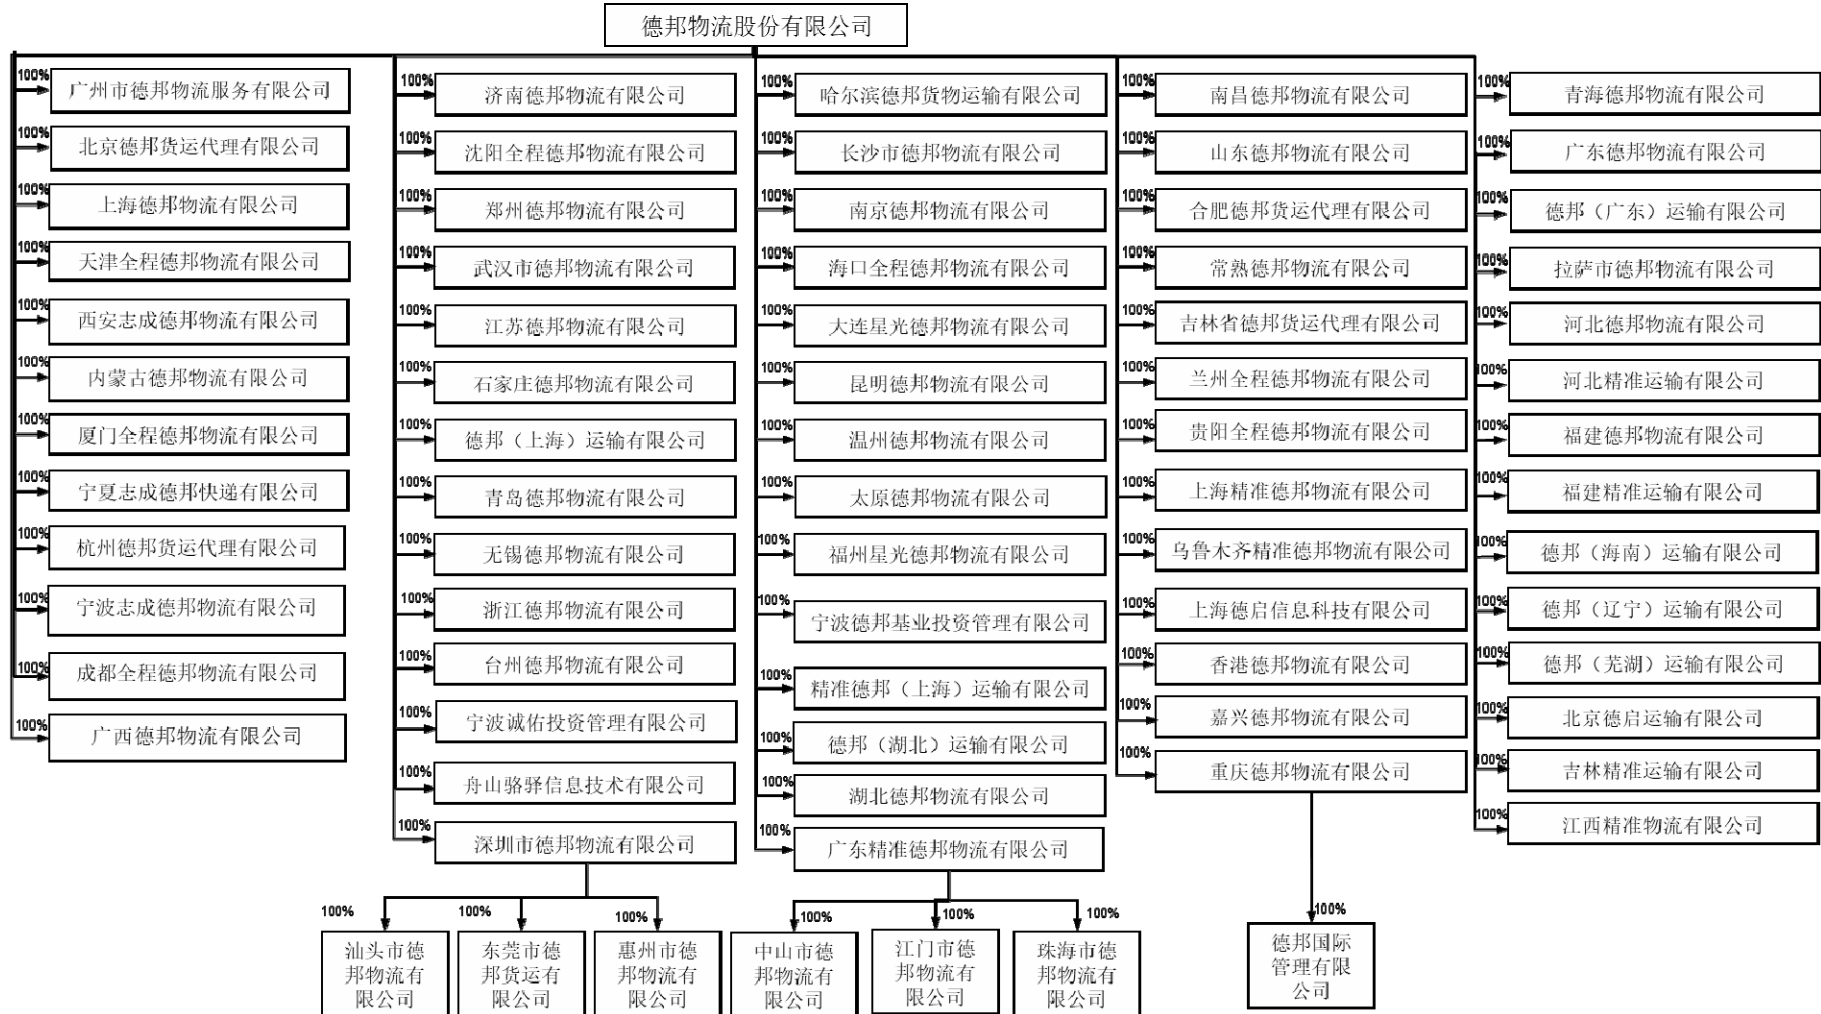 德邦物流股份有限公司
100%
广州市德邦物流服务有限公司
100%
北京德邦货运代理有限公司
100%
上海德邦物流有限公司
100%
天津全程德邦物流有限公司
100%
西安志成德邦物流有限公司
100%
内蒙古德邦物流有限公司
100%
厦门全程德邦物流有限公司
100%
宁夏志成德邦快递有限公司
100%
杭州德邦货运代理有限公司
100%
宁波志成德邦物流有限公司
100%
成都全程德邦物流有限公司
100%
广西德邦物流有限公司
100%
济南德邦物流有限公司
100%
沈阳全程德邦物流有限公司
100%
郑州德邦物流有限公司
100%
武汉市德邦物流有限公司
100%
江苏德邦物流有限公司
100%
石家庄德邦物流有限公司
100%
德邦（上海）运输有限公司
100%
青岛德邦物流有限公司
100%
无锡德邦物流有限公司
100%
浙江德邦物流有限公司
100%
台州德邦物流有限公司
100%
宁波诚佑投资管理有限公司
100%
舟山骆驿信息技术有限公司
100%
深圳市德邦物流有限公司
100%
哈尔滨德邦货物运输有限公司
100%
长沙市德邦物流有限公司
100%
南京德邦物流有限公司
100%
海口全程德邦物流有限公司
100%
大连星光德邦物流有限公司
100%
昆明德邦物流有限公司
100%
温州德邦物流有限公司
100%
太原德邦物流有限公司
100%
福州星光德邦物流有限公司
100%
宁波德邦基业投资管理有限公司
100%
精准德邦（上海）运输有限公司
100%
德邦（湖北）运输有限公司
100%
湖北德邦物流有限公司
100%
广东精准德邦物流有限公司
100%
南昌德邦物流有限公司
100%
山东德邦物流有限公司
100%
合肥德邦货运代理有限公司
100%
常熟德邦物流有限公司
100%
吉林省德邦货运代理有限公司
100%
兰州全程德邦物流有限公司
100%
贵阳全程德邦物流有限公司
100%
上海精准德邦物流有限公司
100%
乌鲁木齐精准德邦物流有限公司
100%
上海德启信息科技有限公司
100%
香港德邦物流有限公司
100%
嘉兴德邦物流有限公司
100%
重庆德邦物流有限公司
100%
青海德邦物流有限公司
100%
广东德邦物流有限公司
100%
德邦（广东）运输有限公司
100%
拉萨市德邦物流有限公司
100%
河北德邦物流有限公司
100%
河北精准运输有限公司
100%
福建德邦物流有限公司
100%
福建精准运输有限公司
100%
德邦（海南）运输有限公司
100%
德邦（辽宁）运输有限公司
100%
德邦（芜湖）运输有限公司
100%
北京德启运输有限公司
100%
吉林精准运输有限公司
100%
江西精准物流有限公司
100%
汕头市德
邦物流有
限公司
100%
东莞市德
邦货运有
限公司
100%
惠州市德
邦物流有
限公司
100%
中山市德
邦物流有
限公司
100%
江门市德
邦物流有
限公司
100%
珠海市德
邦物流有
限公司
100%
德邦国际
管理有限
公司